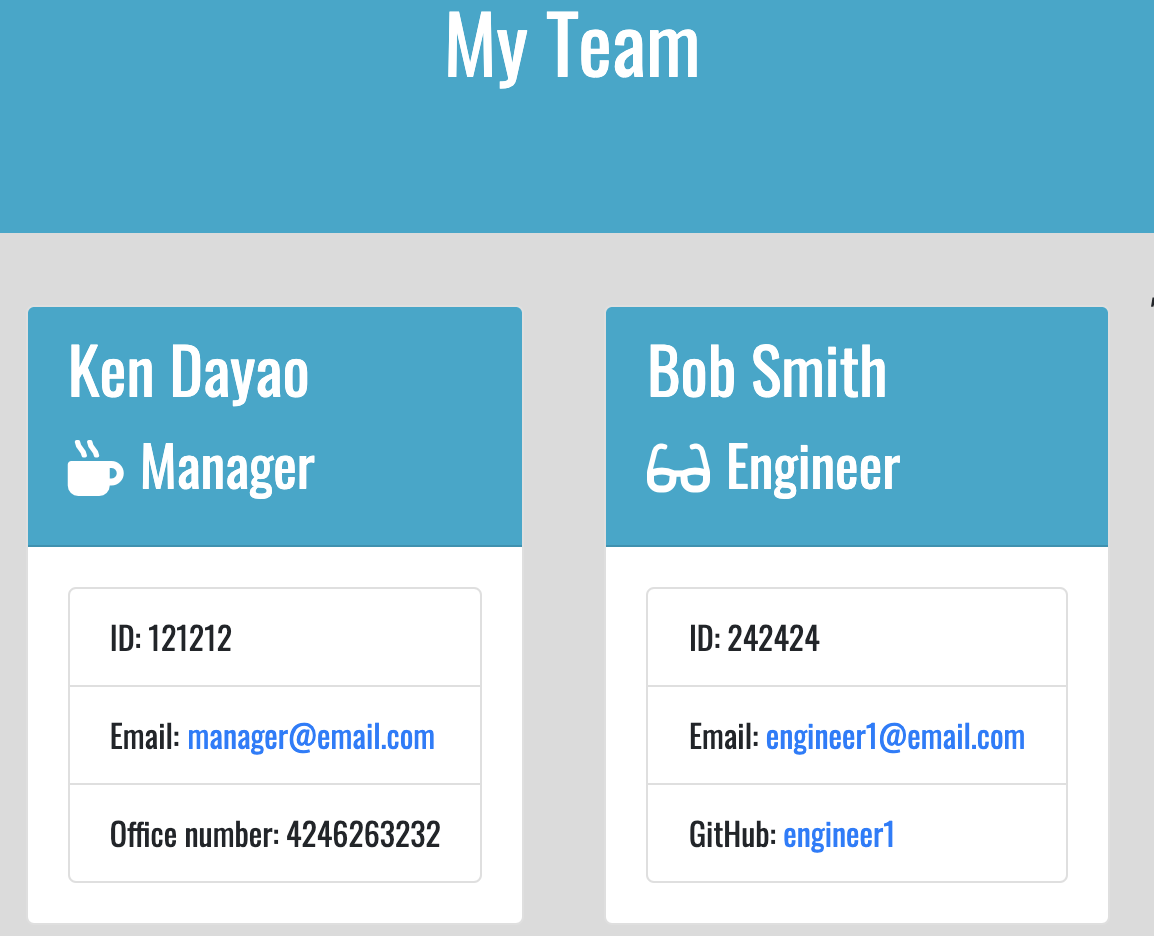 My Team
Ken Dayao
Manager
ID: 121212
Email: manager@email.com
Office number: 4246263232
Bob Smith
Engineer
ID: 242424
Email: engineer1@email.com
GitHub: engineer1